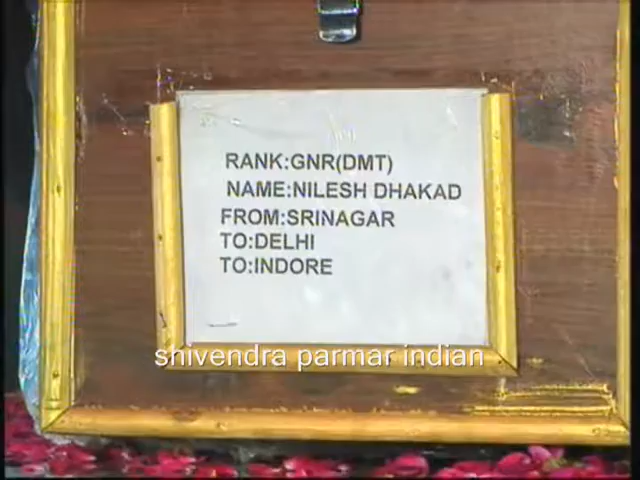 RANK:GNR(DMT)
NAME:NILESH DHAKAD
FROM:SRINAGAR
TO:DELHI
TO:INDORE
shivendra parmar indian